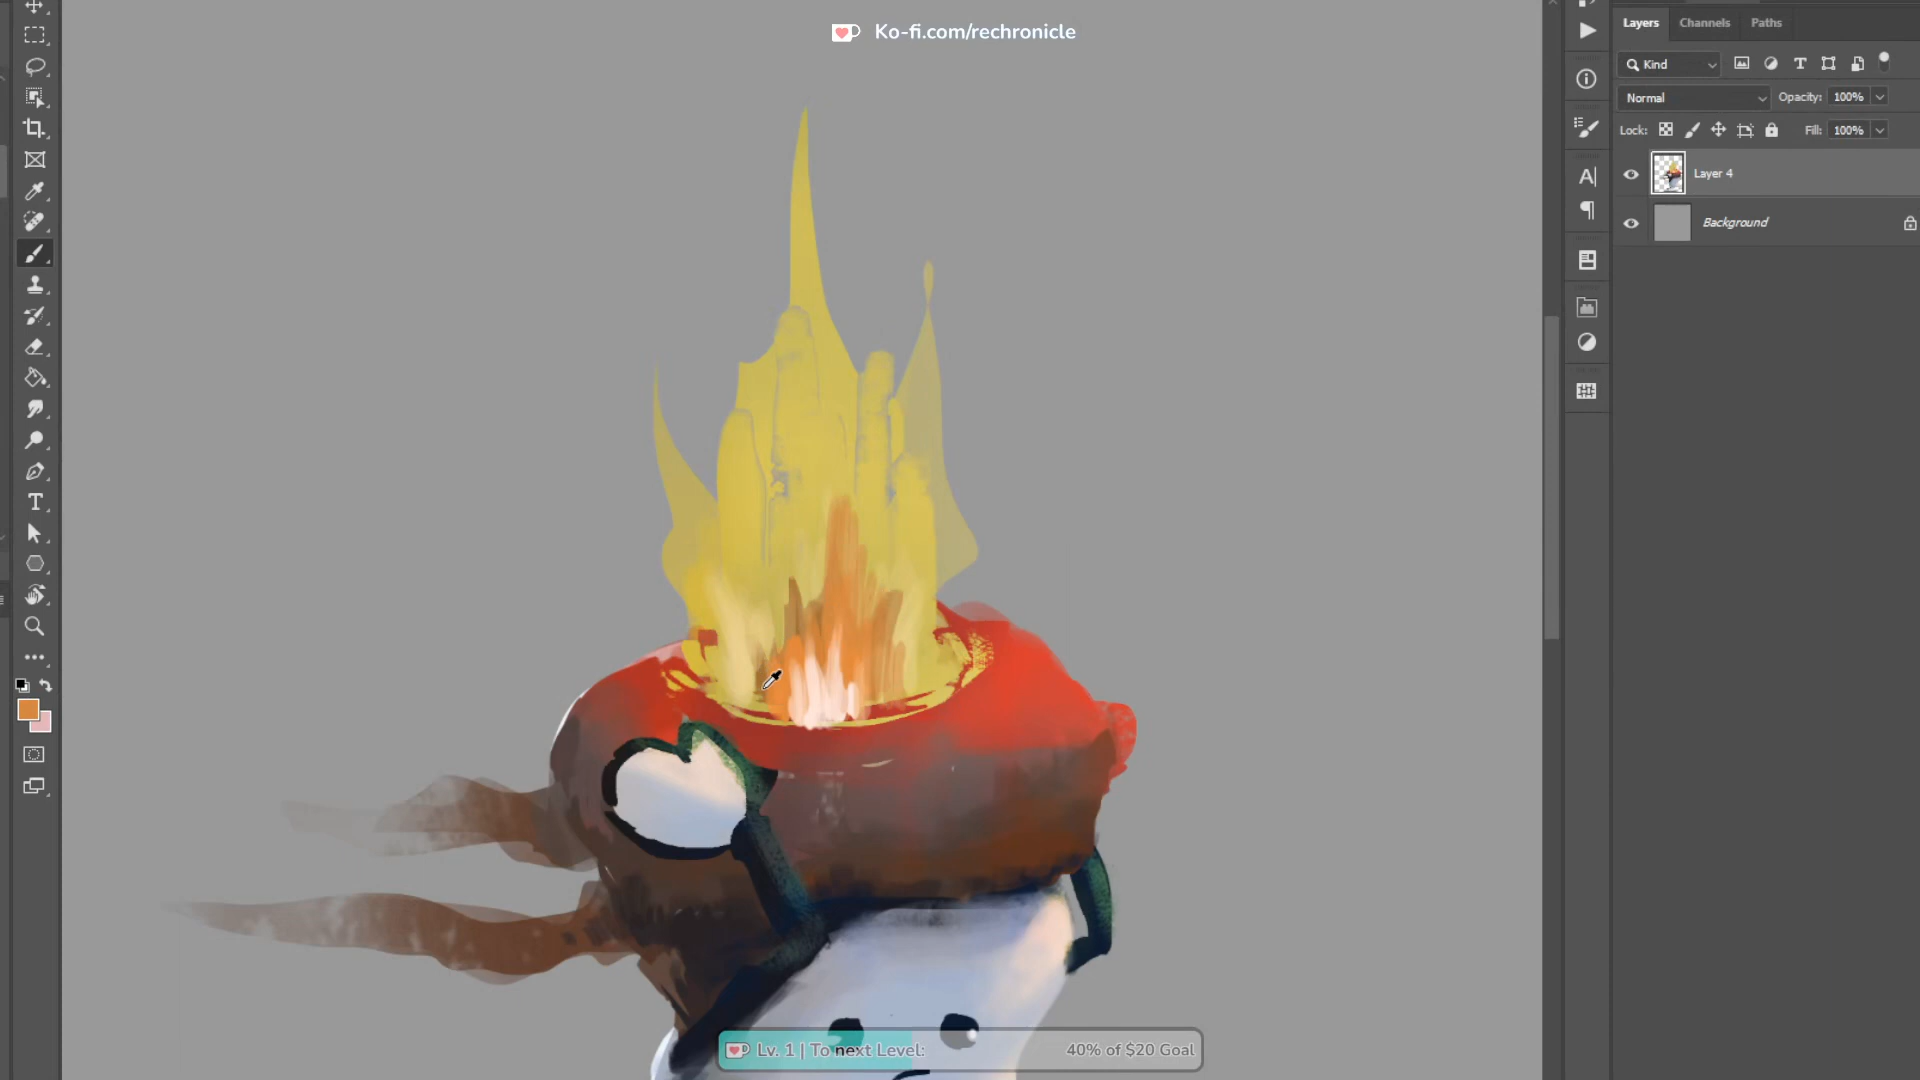 Ko-fi.com/rechronicle
Layers Channels Paths
Kind
Normal Opacity: 100%
Lock: Fill: 100%
Layer 4
Background
Lv. 1 | To next Level: 40% of $20 Goal